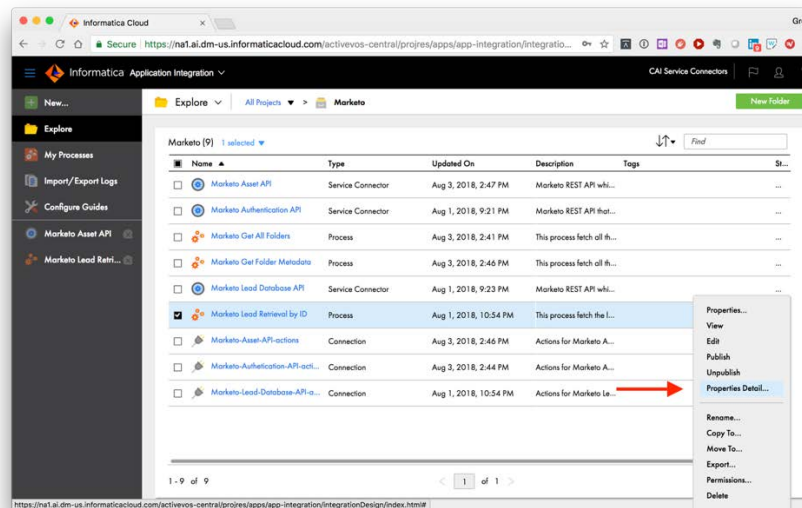 Informatica Cloud
Gre
Secure https://na1.ai.dm-us.informaticacloud.com/activevos-central/projres/apps/app-integration/integratio...
Informatica Application Integration
CAI Service Connectors
New...
Explore
My Processes
Import/Export Logs
Configure Guides
Marketo Asset API
Marketo Lead Retri...
Explore All Projects > Marketo New Folder
Marketo (9) 1 selected Find
Name Type Updated On Description Tags St...
Marketo Asset API Service Connector Aug 3, 2018, 2:47 PM Marketo REST API whi... ...
Marketo Authentication API Service Connector Aug 1, 2018, 9:21 PM Marketo REST API that... ...
Marketo Get All Folders Process Aug 3, 2018, 2:41 PM This process fetch all th... ...
Marketo Get Folder Metadata Process Aug 3, 2018, 2:46 PM This process fetch all th... ...
Marketo Lead Database API Service Connector Aug 1, 2018, 9:23 PM Marketo REST API whi... ...
Marketo Lead Retrieval by ID Process Aug 1, 2018, 10:54 PM This process fetch the l...
Marketo-Asset-API-actions Connection Aug 3, 2018, 2:46 PM Actions for Marketo A...
Marketo-Authetication-API-acti... Connection Aug 3, 2018, 2:44 PM Actions for Marketo A...
Marketo-Lead-Database-API-a... Connection Aug 1, 2018, 10:54 PM Actions for Marketo Le...
Properties...
View
Edit
Publish
Unpublish
Properties Detail...
Rename...
Copy To...
Move To...
Export...
Permissions...
Delete
1 - 9 of 9 < 1 of 1 >
https://na1.ai.dm-us.informaticacloud.com/activevos-central/projres/apps/app-integration/integrationDesign/index.html#